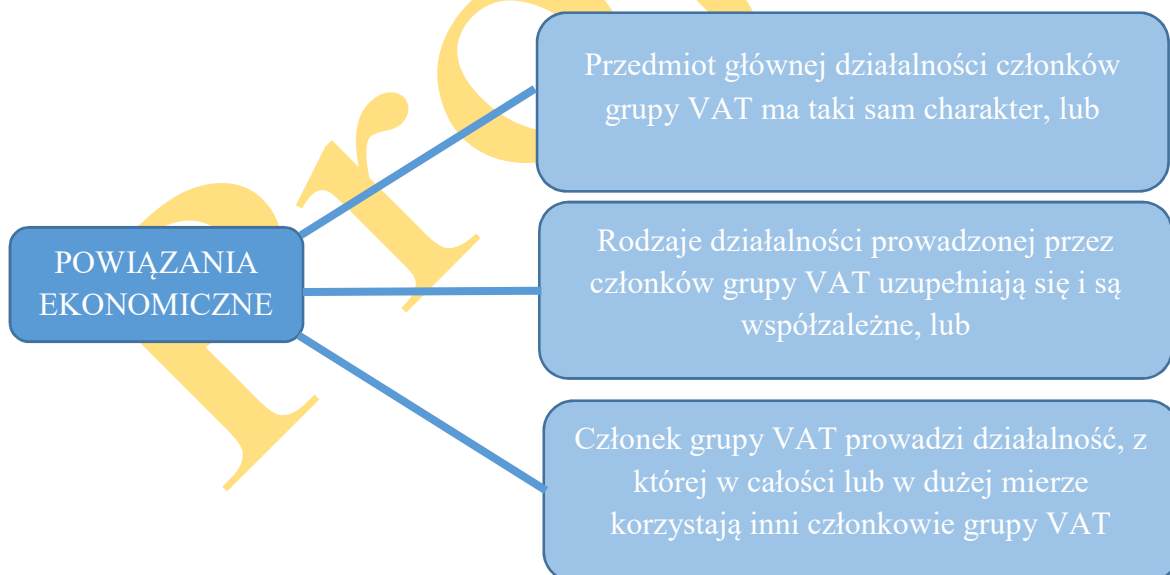 Przedmiot głównej działalności członków
grupy VAT ma taki sam charakter, lub
POWIĄZANIA
EKONOMICZNE
Rodzaje działalności prowadzonej przez
członków grupy VAT uzupełniają się i są
współzależne, lub
Członek grupy VAT prowadzi działalność, z
której w całości lub w dużej mierze
korzystają inni członkowie grupy VAT